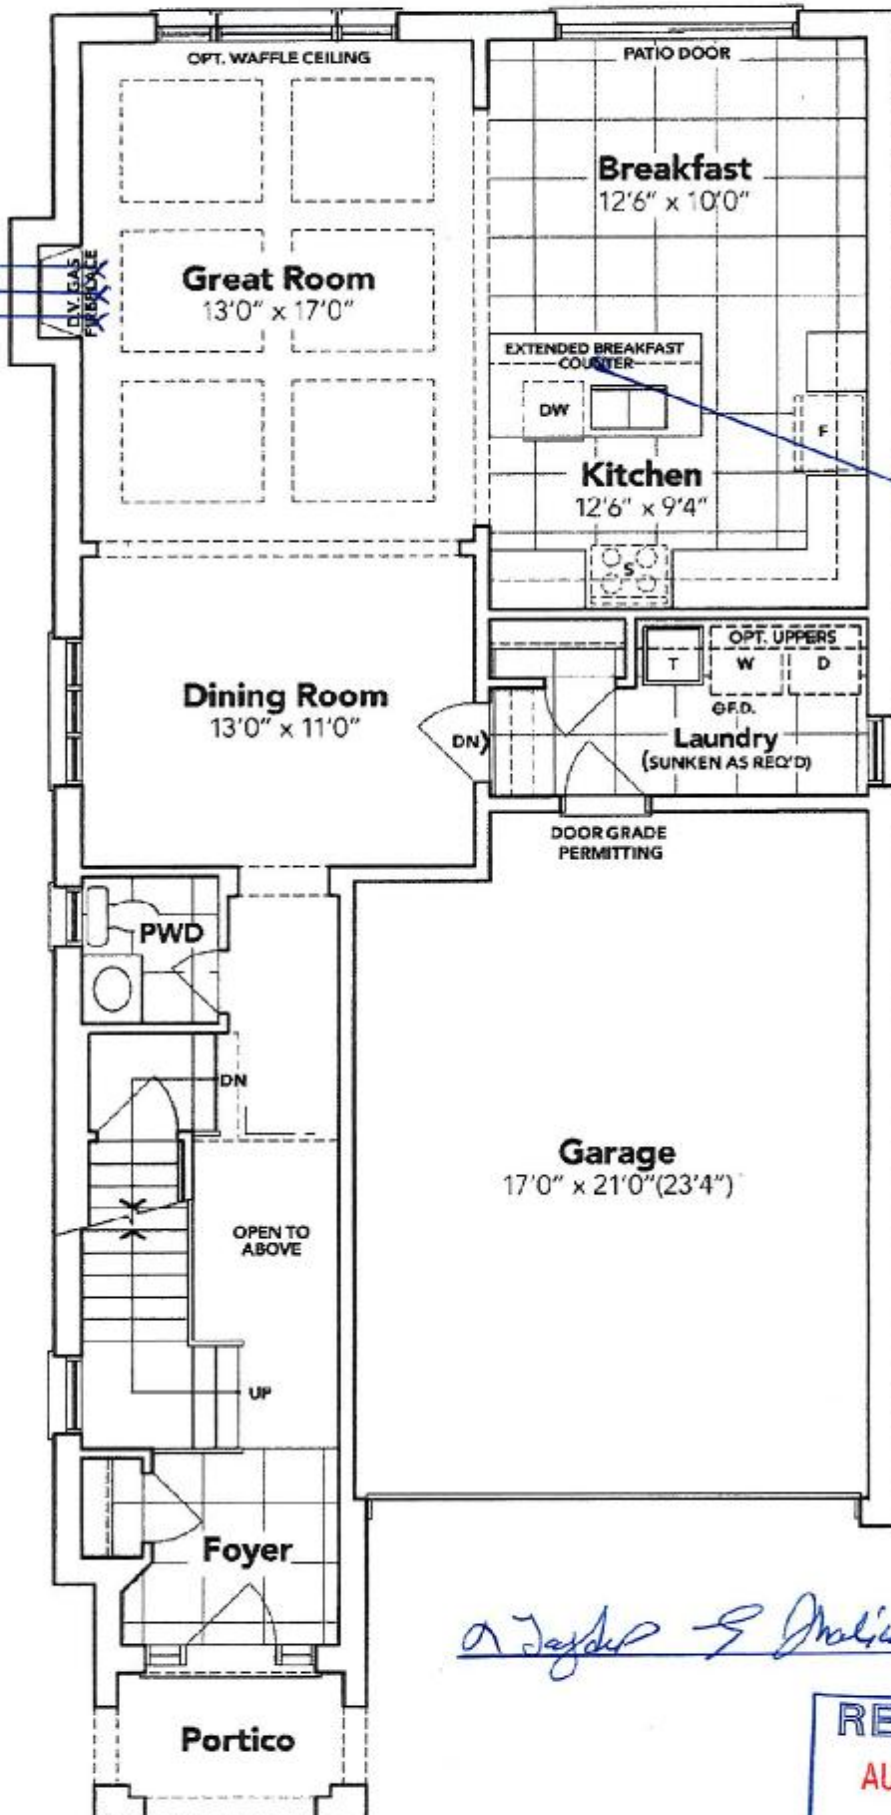 OPT. WAFFLE CEILING
PATIO DOOR
Breakfast
12'6" x 10'0"
Great Room
13'0" x 17'0"
D.V. GAS
FIREPLACE
EXTENDED BREAKFAST
COUNTER
DW
F
Kitchen
12'6" x 9'4"
S
OPT. UPPERS
T
W
D
F.D.
Laundry
(SUNKEN AS REQ'D)
Dining Room
13'0" x 11'0"
DN
DOOR GRADE
PERMITTING
PWD
DN
Garage
17'0" x 21'0"(23'4")
OPEN TO
ABOVE
UP
Foyer
Portico
RE
AU